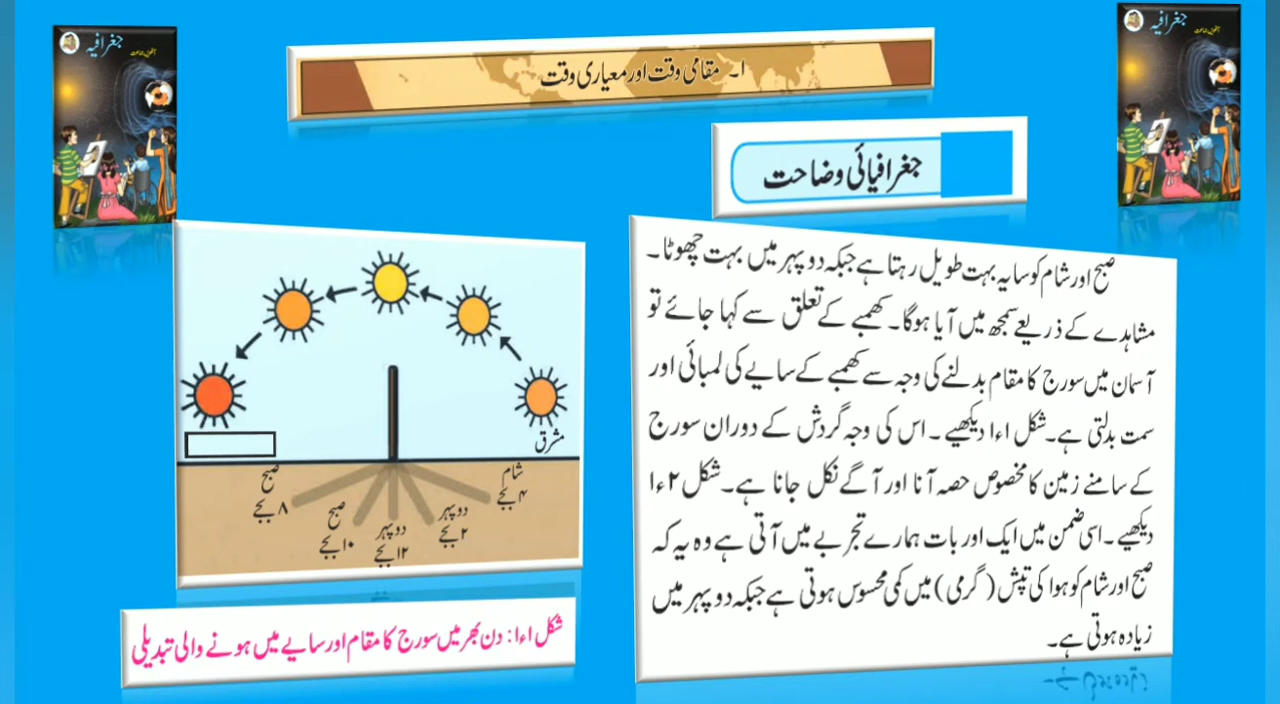 جغرافیہ
آٹھویں جماعت
جغرافیہ
آٹھویں جماعت
۱۔ مقامی وقت اور معیاری وقت
جغرافیائی وضاحت
صبح اور شام کو سایہ بہت طویل رہتا ہے جبکہ دوپہر میں بہت چھوٹا۔
مشاہدے کے ذریعے سمجھ میں آیا ہوگا۔ کھمبے کے تعلق سے کہا جائے تو
آسمان میں سورج کا مقام بدلنے کی وجہ سے کھمبے کے سایے کی لمبائی اور
سمت بدلتی ہے۔ شکل ۱ء۱ دیکھیے۔ اس کی وجہ گردش کے دوران سورج
کے سامنے زمین کا مخصوص حصہ آنا اور آگے نکل جانا ہے۔ شکل ۱ء۲
دیکھیے۔ اسی ضمن میں ایک اور بات ہمارے تجربے میں آتی ہے وہ یہ کہ
صبح اور شام کو ہوا کی تپش (گرمی) میں کمی محسوس ہوتی ہے جبکہ دوپہر میں
زیادہ ہوتی ہے۔
مشرق
شام
۴ بجے
دوپہر
۲ بجے
دوپہر
۱۲ بجے
صبح
۱۰ بجے
صبح
۸ بجے
شکل ۱ء۱ : دن بھر میں سورج کا مقام اور سایے میں ہونے والی تبدیلی